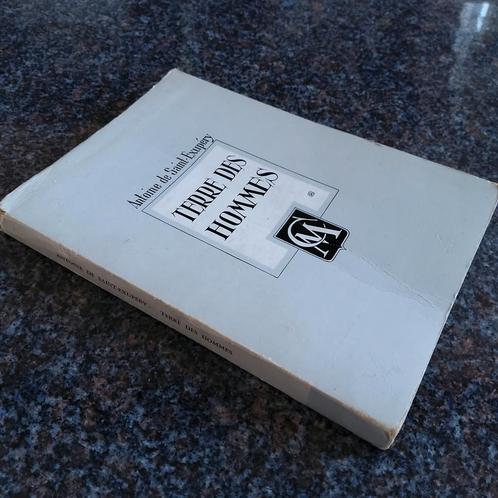 Antoine de Saint-Exupéry
TERRE DES
HOMMES
ANTOINE DE SAINT-EXUPÉRY . TERRE DES HOMMES